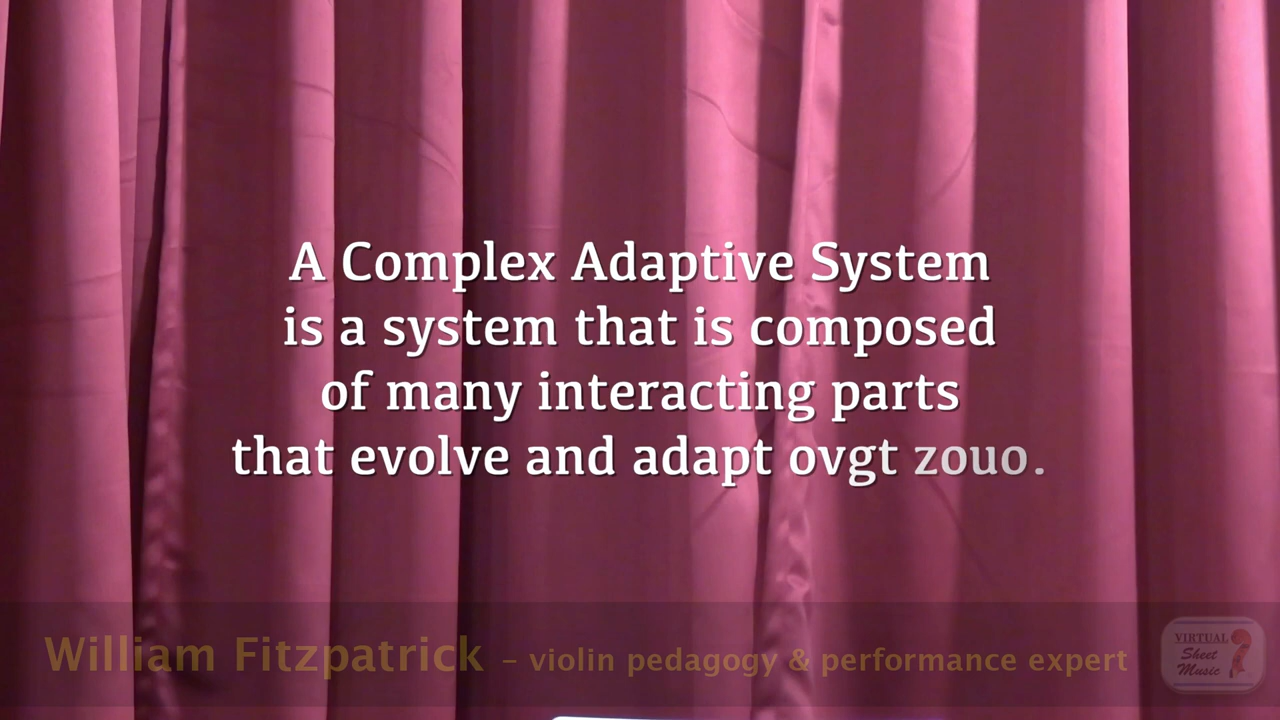 A Complex Adaptive System
is a system that is composed
of many interacting parts
that evolve and adapt ovgt zouo.
William Fitzpatrick – violin pedagogy & performance expert
VIRTUAL
Sheet
Music